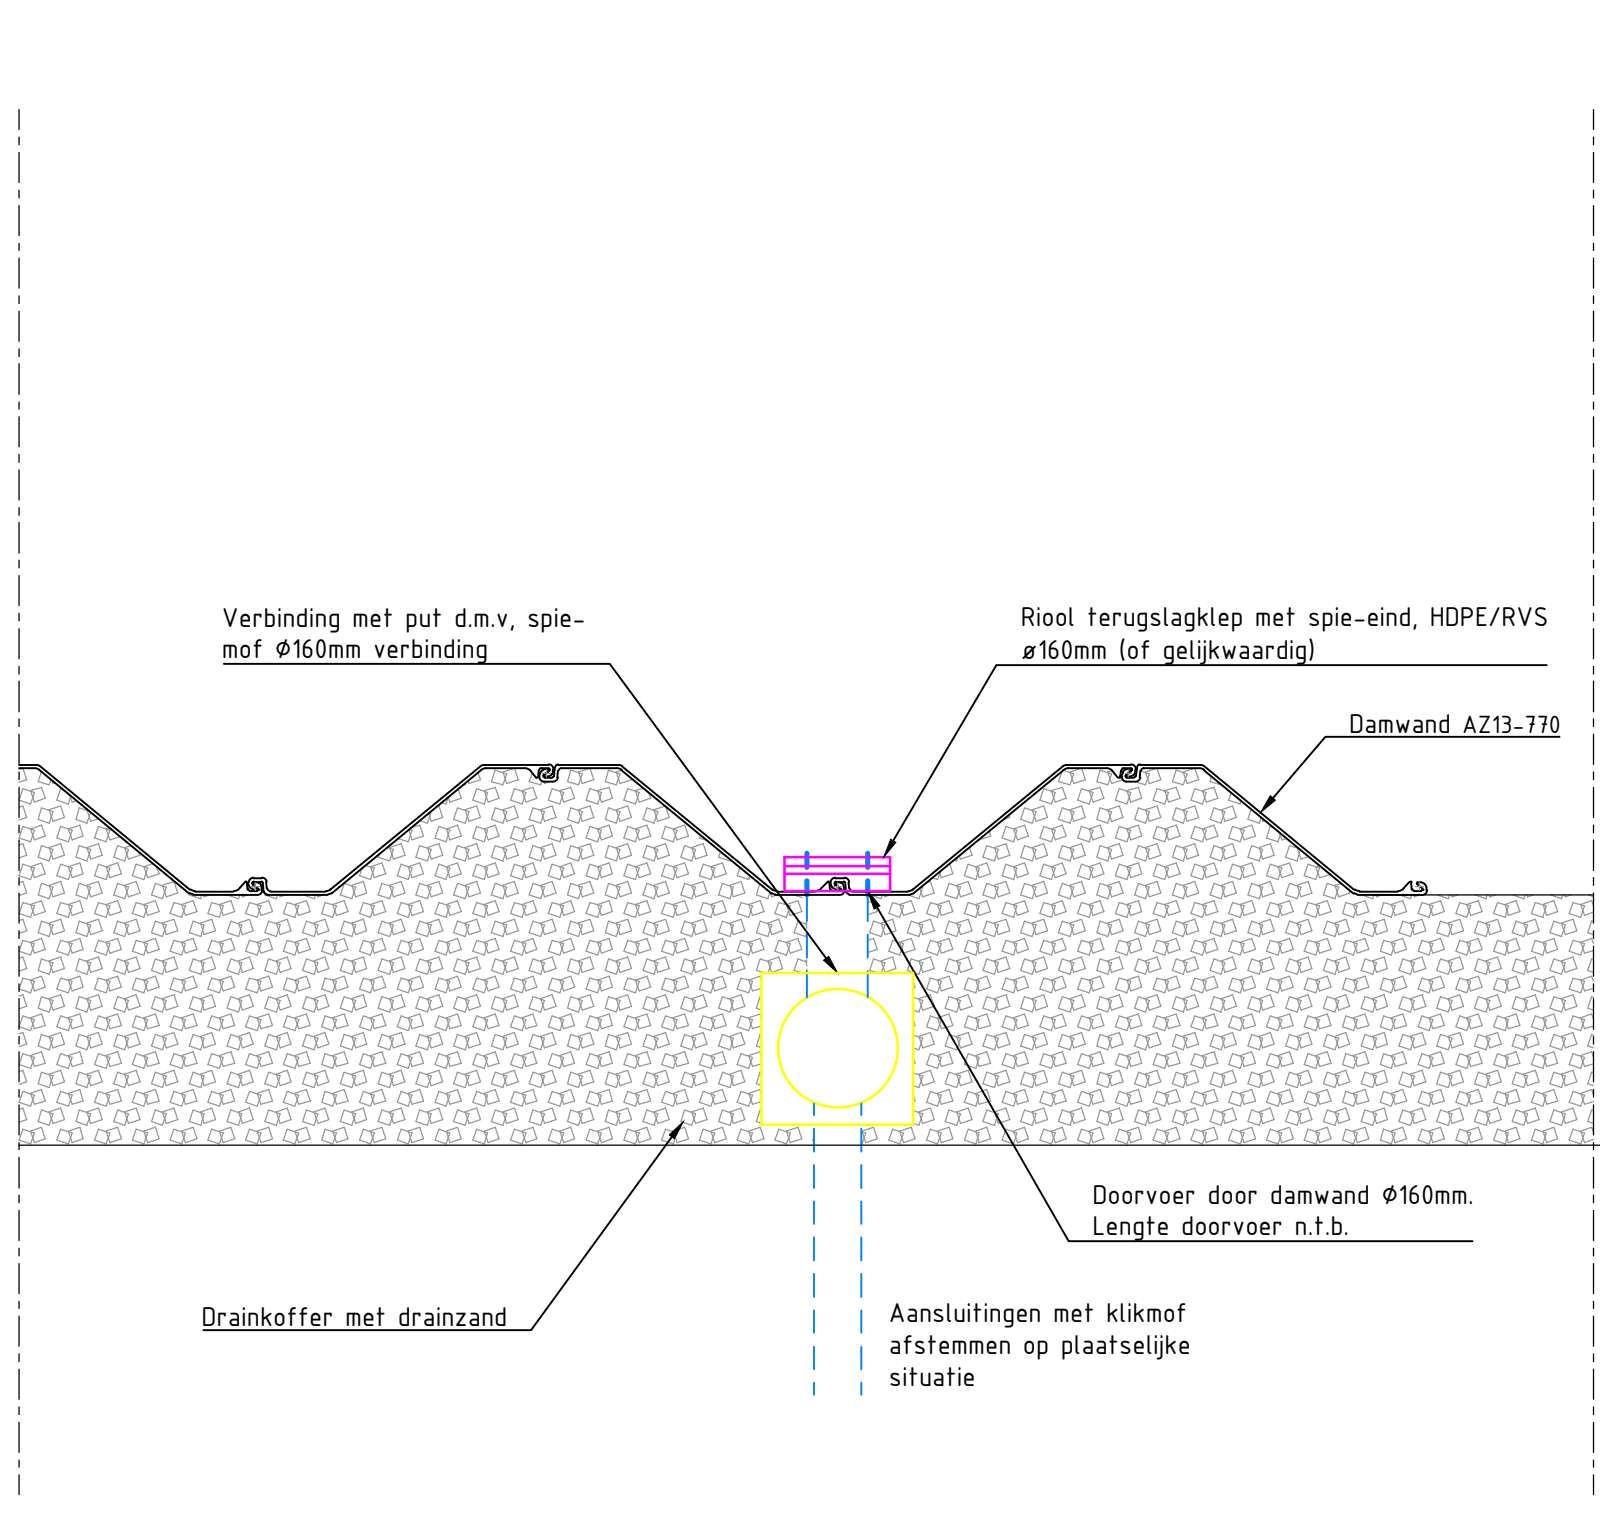 Verbinding met put d.m.v, spie-
mof Ø160mm verbinding
Riool terugslagklep met spie-eind, HDPE/RVS
ø160mm (of gelijkwaardig)
Damwand AZ13-770
Doorvoer door damwand Ø160mm.
Lengte doorvoer n.t.b.
Drainkoffer met drainzand
Aansluitingen met klikmof
afstemmen op plaatselijke
situatie